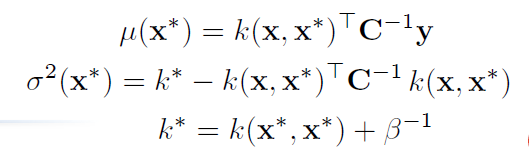 μ(x*) = k(x, x*)⊤C⁻¹y
σ²(x*) = k* − k(x, x*)⊤C⁻¹k(x, x*)
k* = k(x*, x*) + β⁻¹